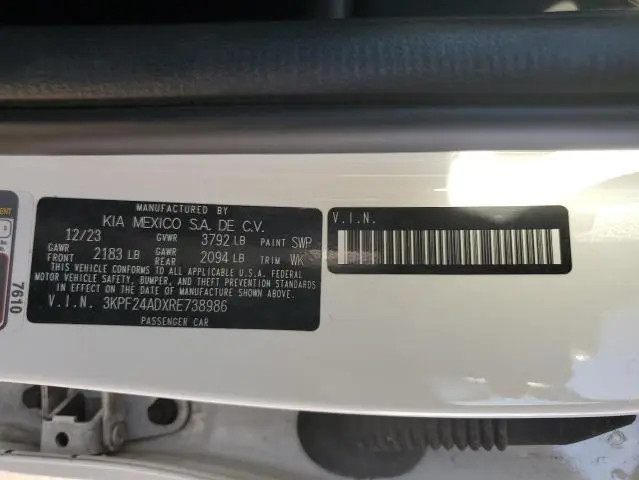 MANUFACTURED BY
KIA MEXICO S.A. DE C.V.
12/23 GVWR 3792 LB PAINT SWP
GAWR FRONT 2183 LB GAWR REAR 2094 LB TRIM WK
THIS VEHICLE CONFORMS TO ALL APPLICABLE U.S.A. FEDERAL
MOTOR VEHICLE SAFETY, BUMPER, AND THEFT PREVENTION STANDARDS
IN EFFECT ON THE DATE OF MANUFACTURE SHOWN ABOVE.
V.I.N. 3KPF24ADXRE738986
PASSENGER CAR
V.I.N.
7610